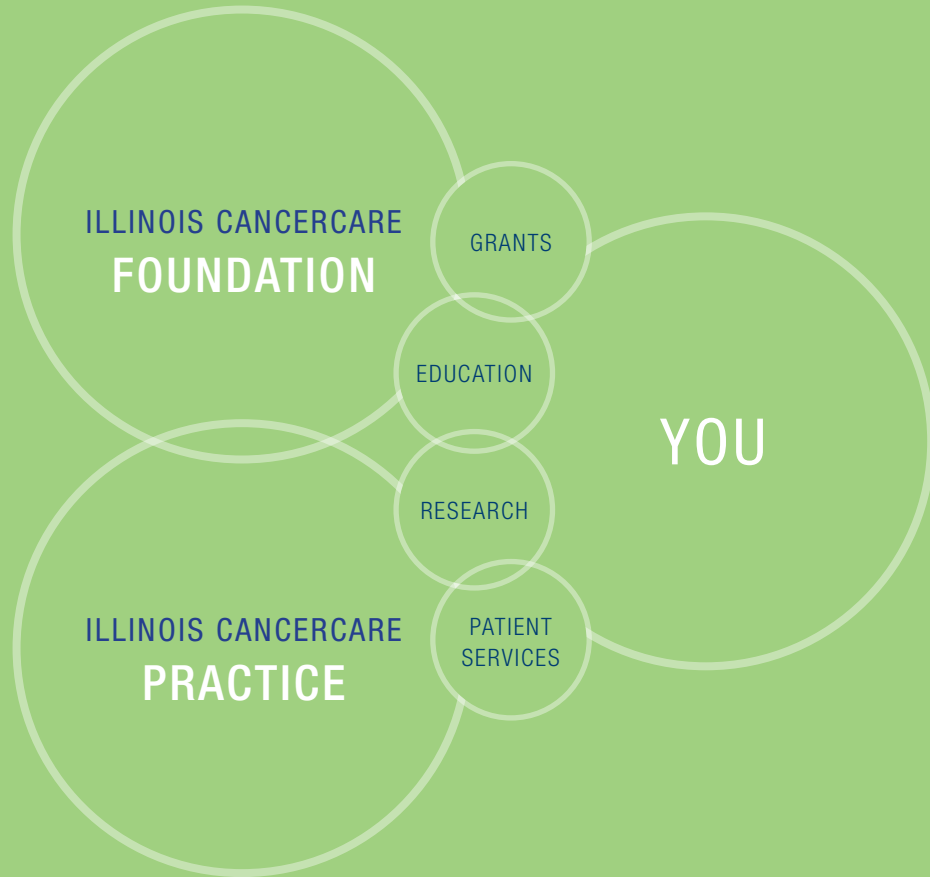 ILLINOIS CANCERCARE
FOUNDATION
GRANTS
EDUCATION
YOU
RESEARCH
ILLINOIS CANCERCARE
PRACTICE
PATIENT
SERVICES